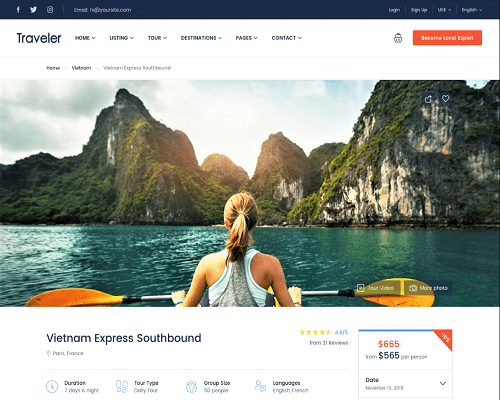 Email: hi@yoursite.com
Login
Sign Up
US$
English
Traveler
HOME
LISTING
TOUR
DESTINATIONS
PAGES
CONTACT
Become Local Expert
Home
Vietnam
Vietnam Express Southbound
Tour Video
More photo
Vietnam Express Southbound
Paris, France
4.6/5
from 21 Reviews
Duration
7 days 6 night
Tour Type
Daily Tour
Group Size
50 people
Languages
English, French
$665
from $565 per person
Date
November 10, 2018